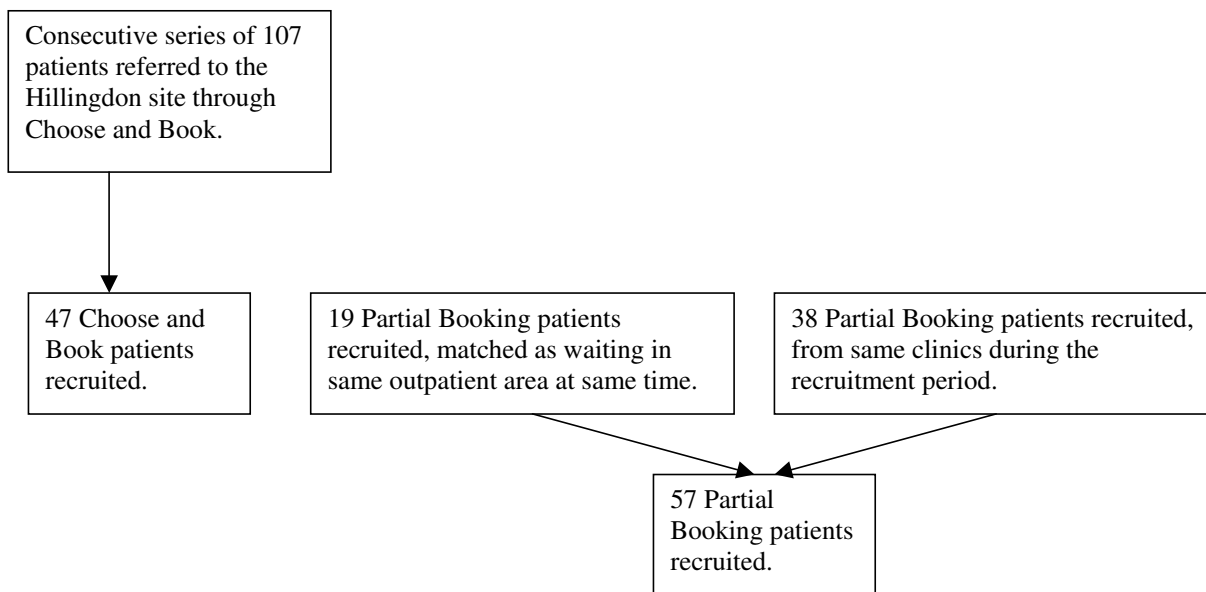 Consecutive series of 107
patients referred to the
Hillingdon site through
Choose and Book.
47 Choose and
Book patients
recruited.
19 Partial Booking patients
recruited, matched as waiting in
same outpatient area at same time.
38 Partial Booking patients recruited,
from same clinics during the
recruitment period.
57 Partial
Booking patients
recruited.